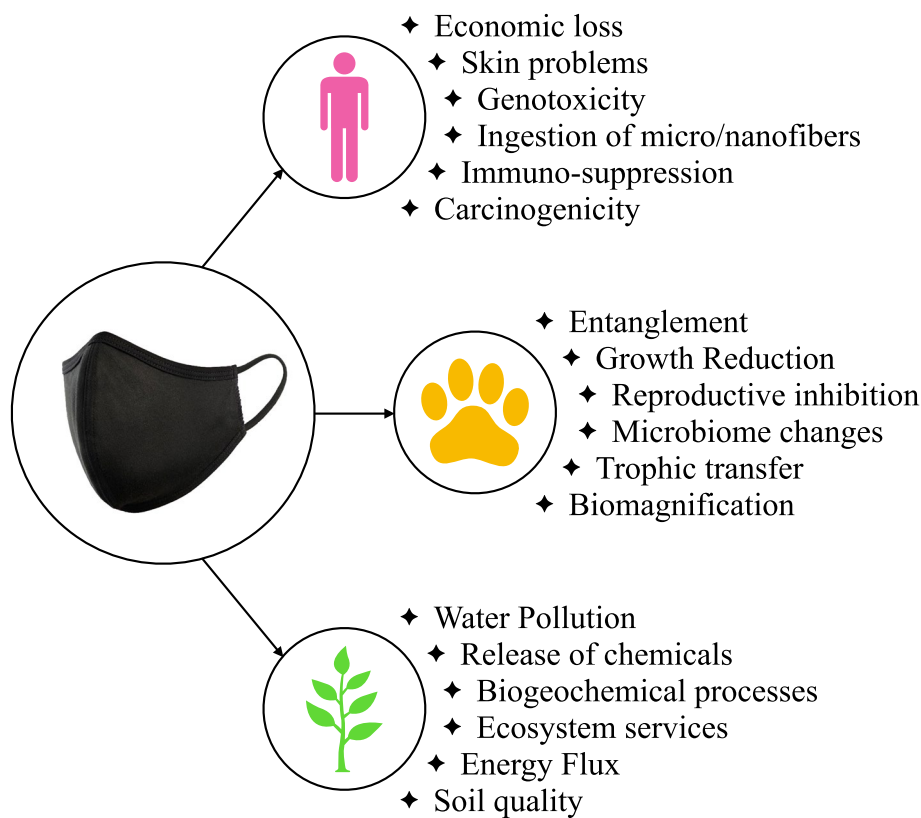 ✦ Economic loss
✦ Skin problems
✦ Genotoxicity
✦ Ingestion of micro/nanofibers
✦ Immuno-suppression
✦ Carcinogenicity
✦ Entanglement
✦ Growth Reduction
✦ Reproductive inhibition
✦ Microbiome changes
✦ Trophic transfer
✦ Biomagnification
✦ Water Pollution
✦ Release of chemicals
✦ Biogeochemical processes
✦ Ecosystem services
✦ Energy Flux
✦ Soil quality